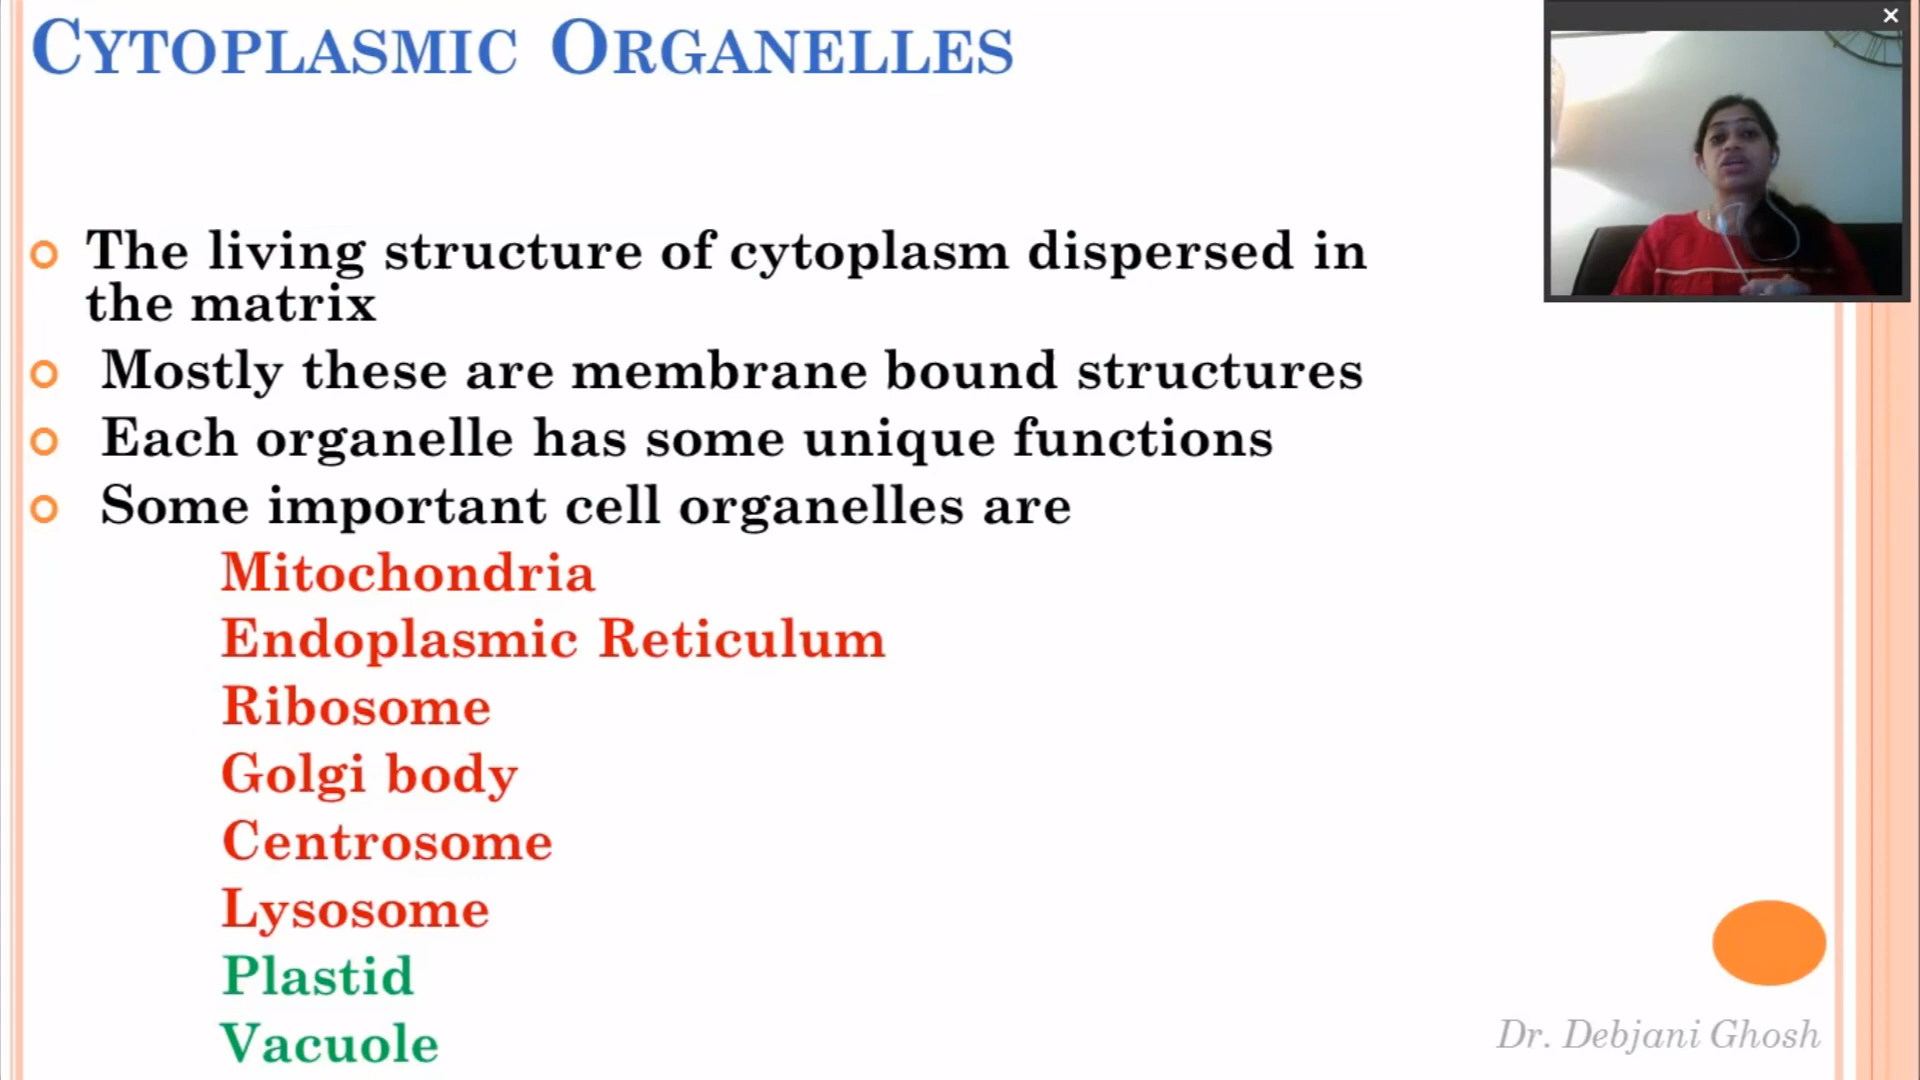 CYTOPLASMIC ORGANELLES
The living structure of cytoplasm dispersed in
the matrix
Mostly these are membrane bound structures
Each organelle has some unique functions
Some important cell organelles are
Mitochondria
Endoplasmic Reticulum
Ribosome
Golgi body
Centrosome
Lysosome
Plastid
Vacuole
Dr. Debjani Ghosh